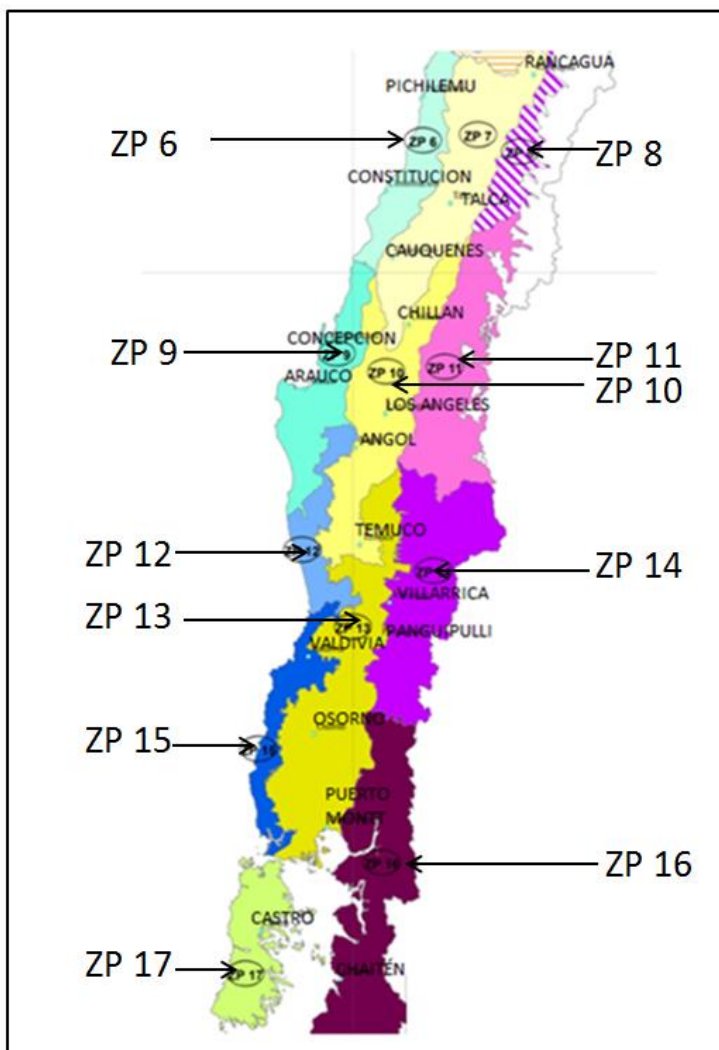 RANCAGUA
PICHILEMU
ZP 6
ZP 6
ZP 7
ZP 8
CONSTITUCION
TALCA
CAUQUENES
CHILLAN
CONCEPCION
ZP 9
ZP 11
ZP 11
ARAUCO
ZP 10
ZP 10
LOS ANGELES
ANGOL
TEMUCO
ZP 12
ZP 14
VILLARRICA
ZP 13
ZP 13
PANGUIPULLI
VALDIVIA
OSORNO
ZP 15
PUERTO
MONTT
ZP 16
ZP 16
CASTRO
ZP 17
ZP 17
CHAITÉN